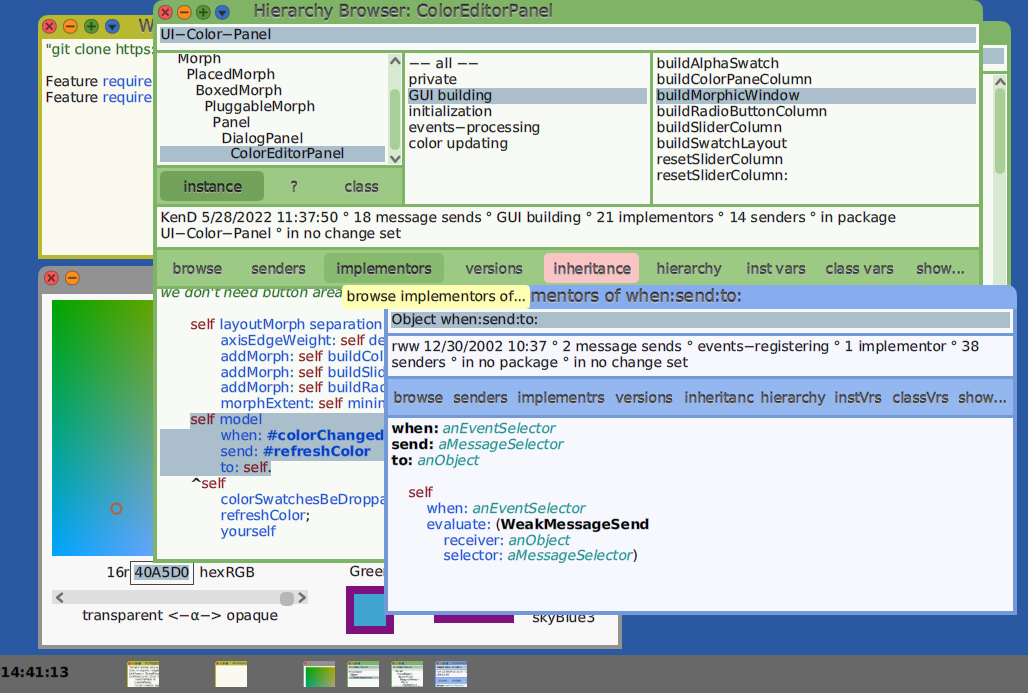 Hierarchy Browser: ColorEditorPanel
W
"git clone https:
Feature require
Feature require
UI−Color−Panel
Morph
PlacedMorph
BoxedMorph
PluggableMorph
Panel
DialogPanel
ColorEditorPanel
−− all −−
private
GUI building
initialization
events−processing
color updating
buildAlphaSwatch
buildColorPaneColumn
buildMorphicWindow
buildRadioButtonColumn
buildSliderColumn
buildSwatchLayout
resetSliderColumn
resetSliderColumn:
instance ? class
KenD 5/28/2022 11:37:50 ° 18 message sends ° GUI building ° 21 implementors ° 14 senders ° in package
UI−Color−Panel ° in no change set
browse senders implementors versions inheritance hierarchy inst vars class vars show...
We don't need button area
browse implementors of...
self layoutMorph separation
axisEdgeWeight: self de
addMorph: self buildCol
addMorph: self buildSlid
addMorph: self buildRad
morphExtent: self minim
self model
when: #colorChanged
send: #refreshColor
to: self.
^self
colorSwatchesBeDroppa
refreshColor;
yourself
mentors of when:send:to:
Object when:send:to:
rww 12/30/2002 10:37 ° 2 message sends ° events−registering ° 1 implementor ° 38
senders ° in no package ° in no change set
browse senders implementrs versions inheritanc hierarchy instVrs classVrs show...
when: anEventSelector
send: aMessageSelector
to: anObject
self
when: anEventSelector
evaluate: (WeakMessageSend
receiver: anObject
selector: aMessageSelector)
16r 40A5D0 hexRGB
Gree
transparent <−α−> opaque
skyBlue3
14:41:13